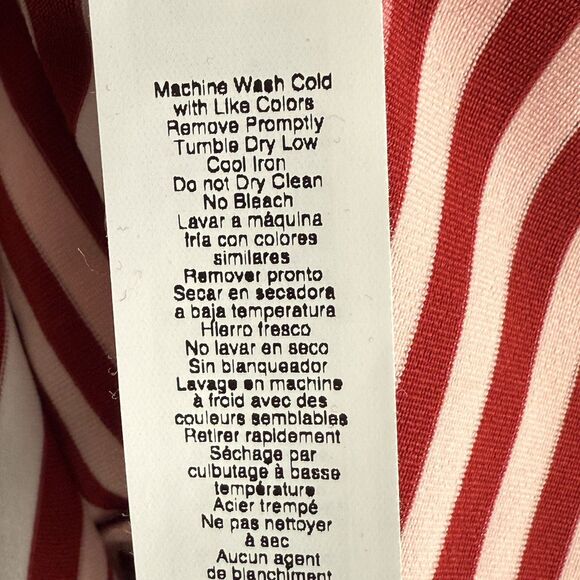 Machine Wash Cold
with Like Colors
Remove Promptly
Tumble Dry Low
Cool Iron
Do not Dry Clean
No Bleach
Lavar a máquina
fría con colores
similares
Remover pronto
Secar en secadora
a baja temperatura
Hierro fresco
No lavar en seco
Sin blanqueador
Lavage en machine
à froid avec des
couleurs semblables
Retirer rapidement
Séchage par
culbutage à basse
température
Acier trempé
Ne pas nettoyer
à sec
Aucun agent
de blanchiment